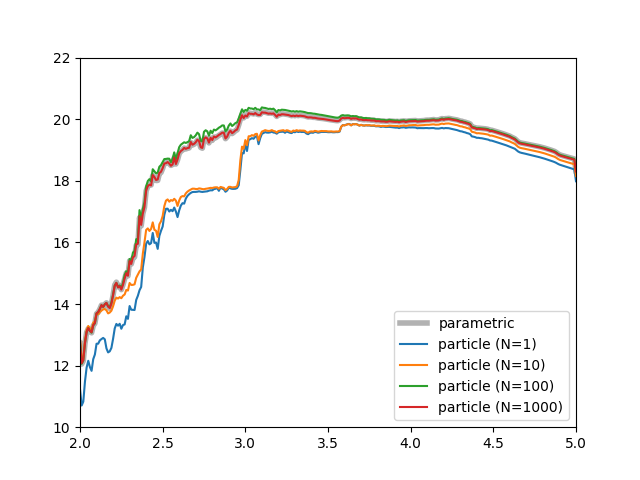 22
20
18
16
14
12
10
2.0 2.5 3.0 3.5 4.0 4.5 5.0
parametric
particle (N=1)
particle (N=10)
particle (N=100)
particle (N=1000)